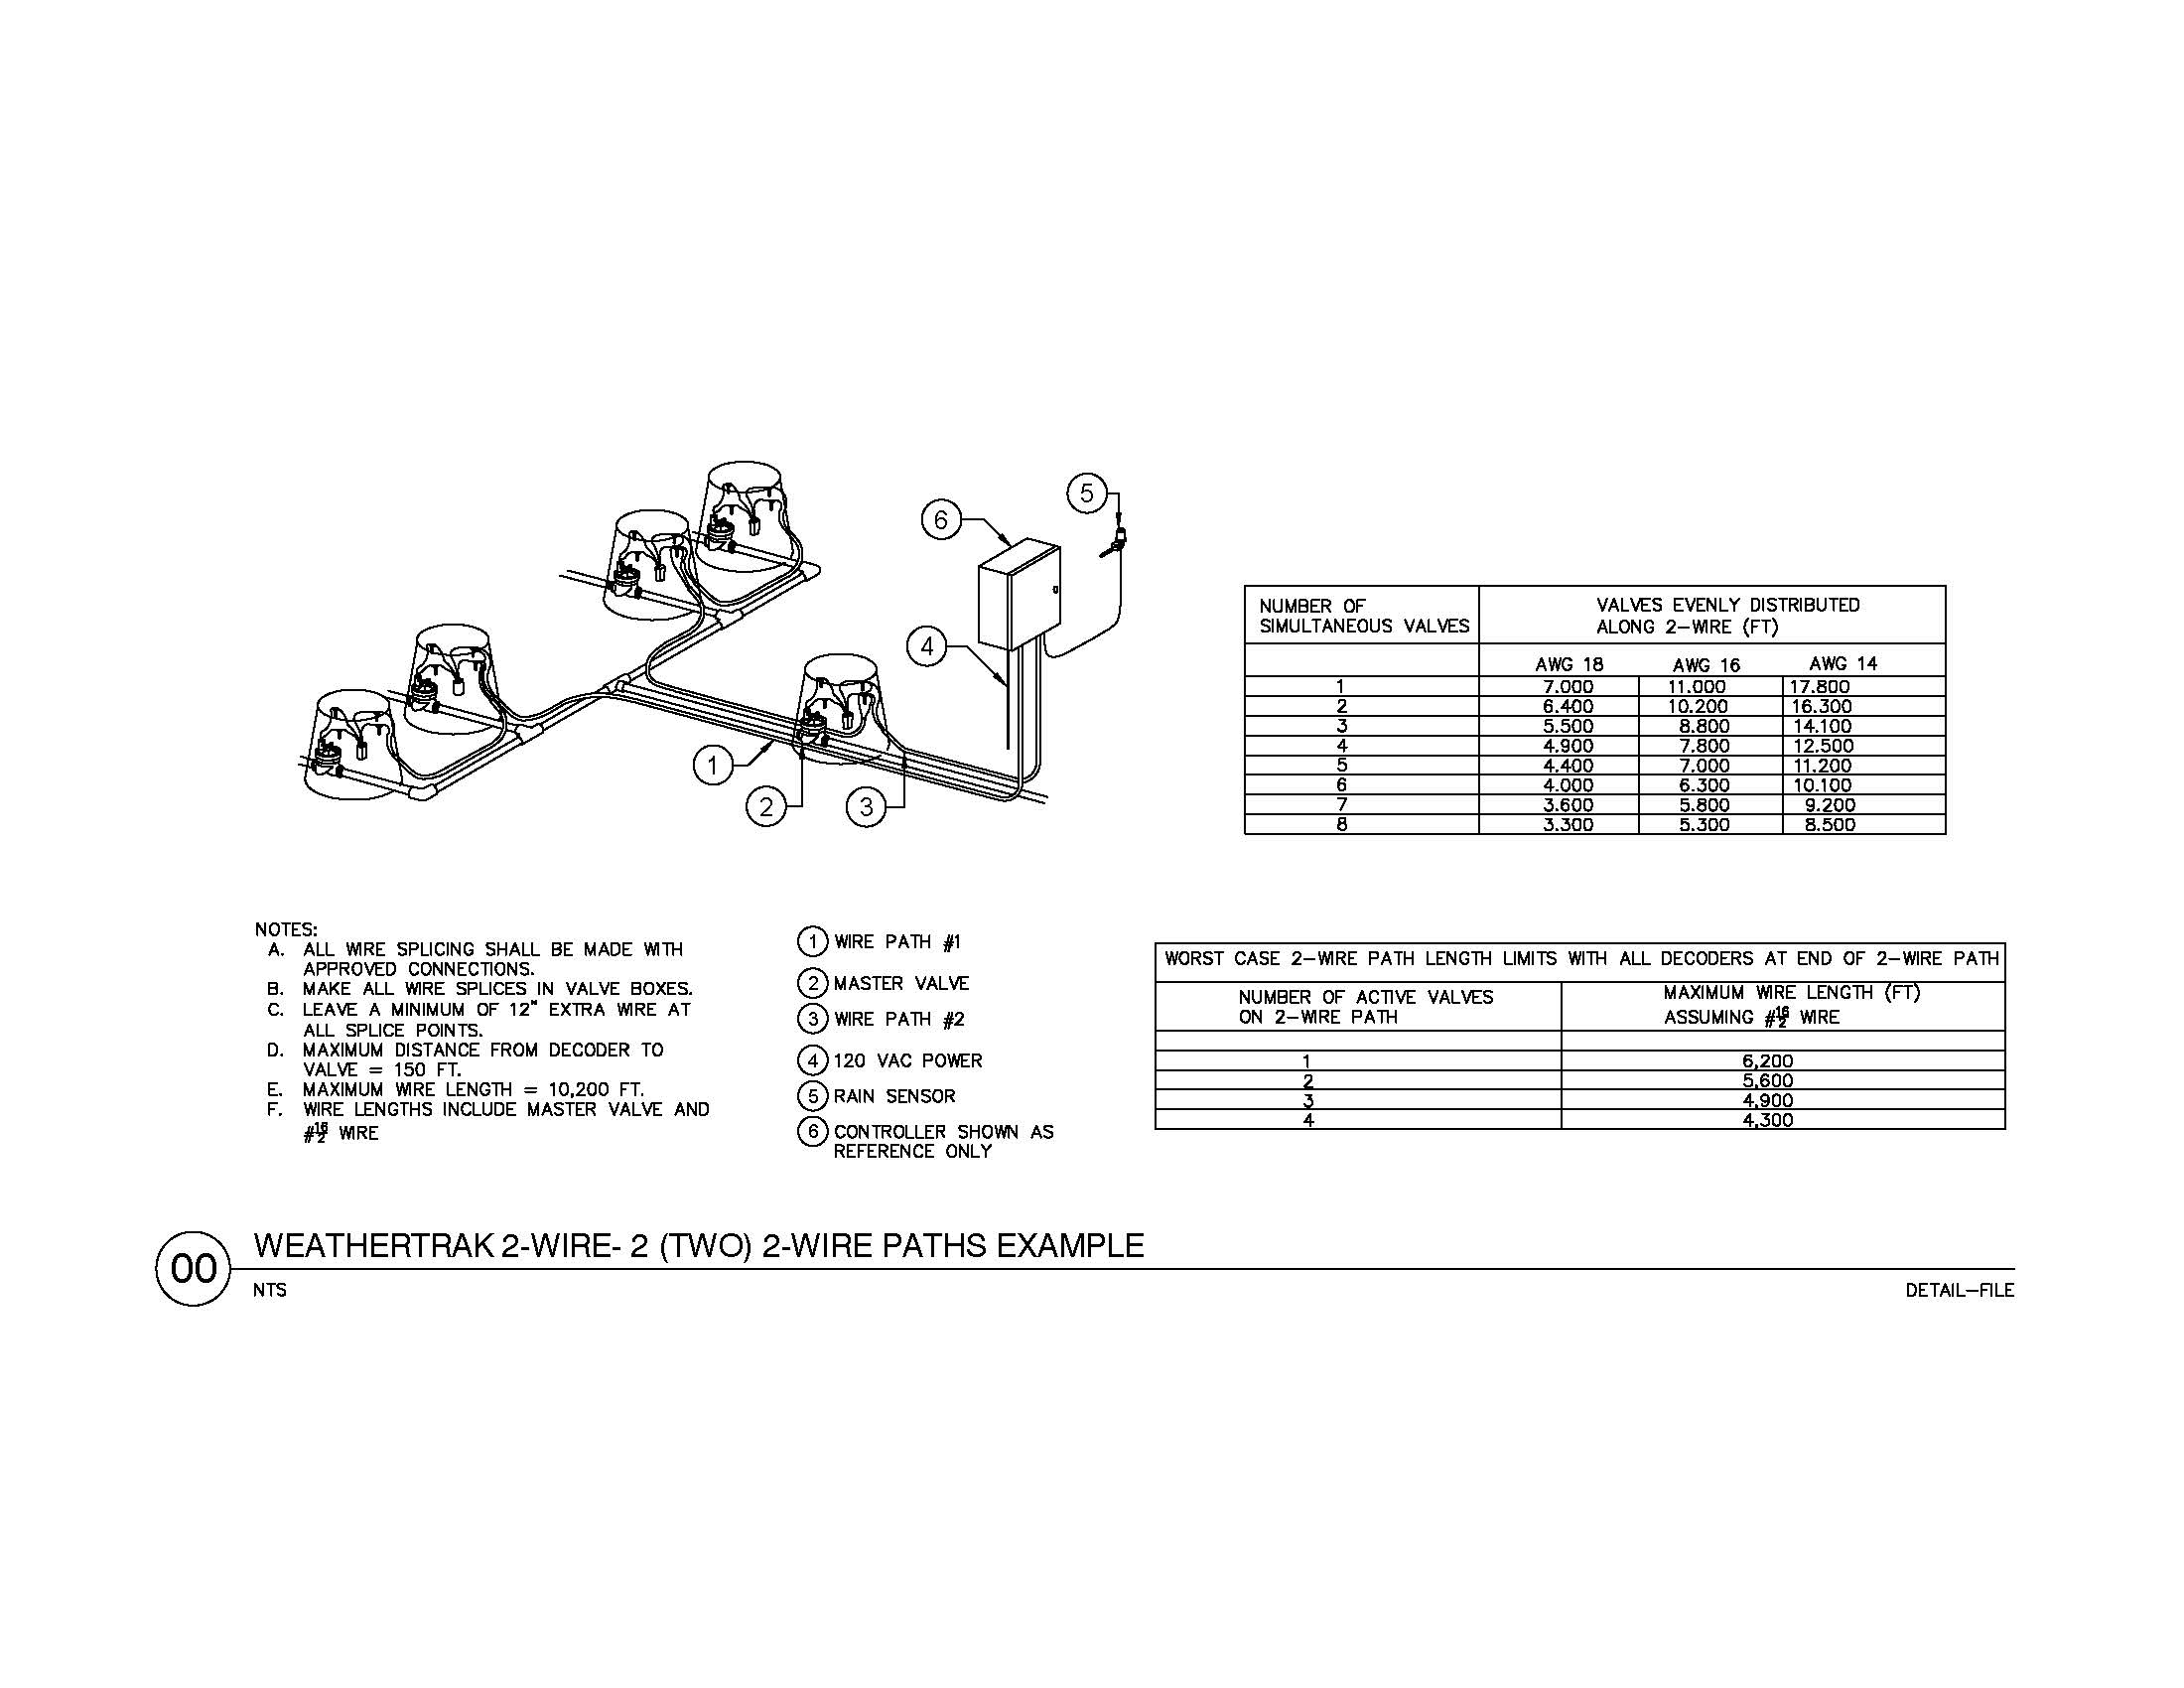 6
5
4
1
2
3
NUMBER OF
SIMULTANEOUS VALVES
VALVES EVENLY DISTRIBUTED
ALONG 2-WIRE (FT)
AWG 18 AWG 16 AWG 14
1 7.000 11.000 17.800
2 6.400 10.200 16.300
3 5.500 8.800 14.100
4 4.900 7.800 12.500
5 4.400 7.000 11.200
6 4.000 6.300 10.100
7 3.600 5.800 9.200
8 3.300 5.300 8.500
NOTES:
A. ALL WIRE SPLICING SHALL BE MADE WITH
APPROVED CONNECTIONS.
B. MAKE ALL WIRE SPLICES IN VALVE BOXES.
C. LEAVE A MINIMUM OF 12" EXTRA WIRE AT
ALL SPLICE POINTS.
D. MAXIMUM DISTANCE FROM DECODER TO
VALVE = 150 FT.
E. MAXIMUM WIRE LENGTH = 10,200 FT.
F. WIRE LENGTHS INCLUDE MASTER VALVE AND
#16/2 WIRE
1 WIRE PATH #1
2 MASTER VALVE
3 WIRE PATH #2
4 120 VAC POWER
5 RAIN SENSOR
6 CONTROLLER SHOWN AS
REFERENCE ONLY
WORST CASE 2-WIRE PATH LENGTH LIMITS WITH ALL DECODERS AT END OF 2-WIRE PATH
NUMBER OF ACTIVE VALVES
ON 2-WIRE PATH
MAXIMUM WIRE LENGTH (FT)
ASSUMING #16/2 WIRE
1 6,200
2 5,600
3 4,900
4 4,300
00
WEATHERTRAK 2-WIRE- 2 (TWO) 2-WIRE PATHS EXAMPLE
NTS
DETAIL-FILE